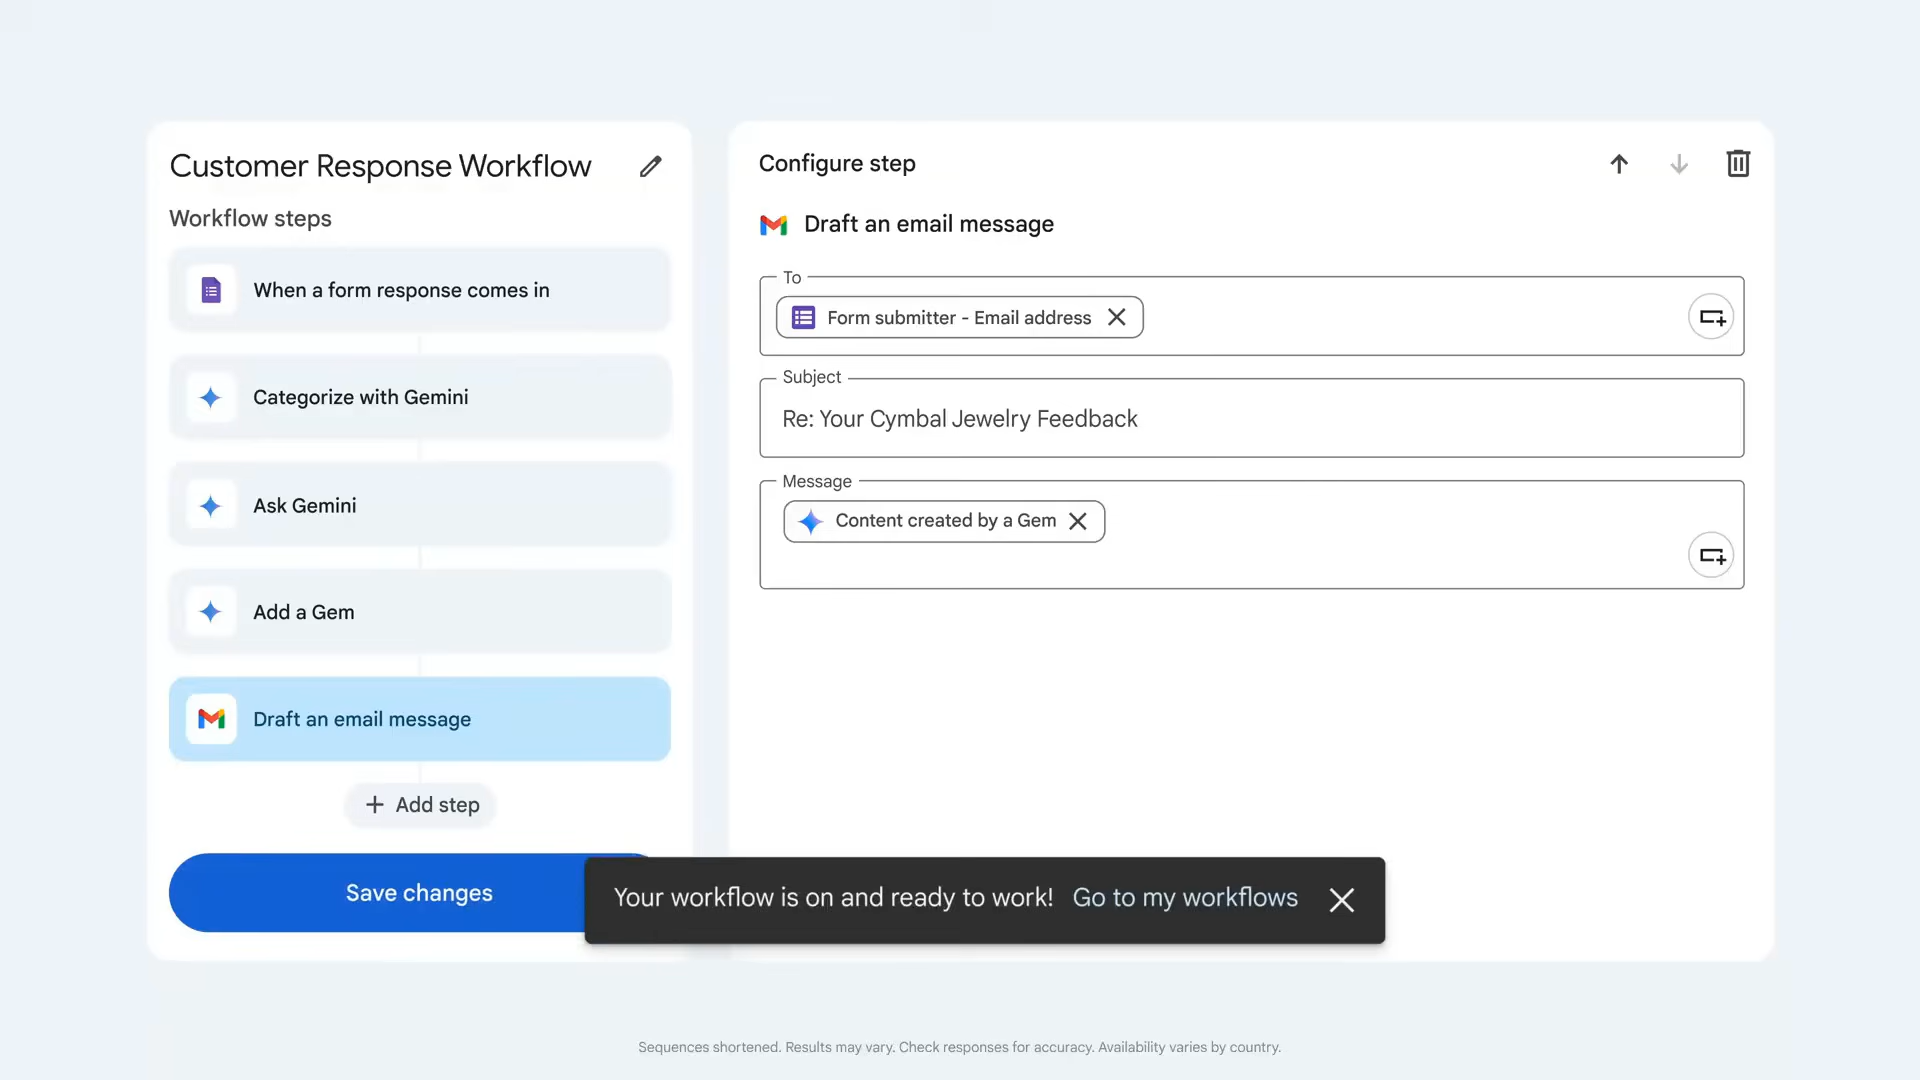 Customer Response Workflow
Workflow steps
When a form response comes in
Categorize with Gemini
Ask Gemini
Add a Gem
Draft an email message
Add step
Save changes
Configure step
Draft an email message
To
Form submitter - Email address
Subject
Re: Your Cymbal Jewelry Feedback
Message
Content created by a Gem
Your workflow is on and ready to work! Go to my workflows
Sequences shortened. Results may vary. Check responses for accuracy. Availability varies by country.